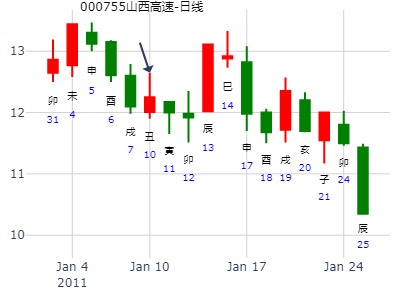 000755山西高速-日线
13
12
11
10
卯
31
未
4
申
5
酉
6
戌
7
丑
10
寅
11
卯
12
辰
13
巳
14
申
17
酉
18
戌
19
亥
20
子
21
卯
24
辰
25
Jan 4
2011
Jan 10
Jan 17
Jan 24